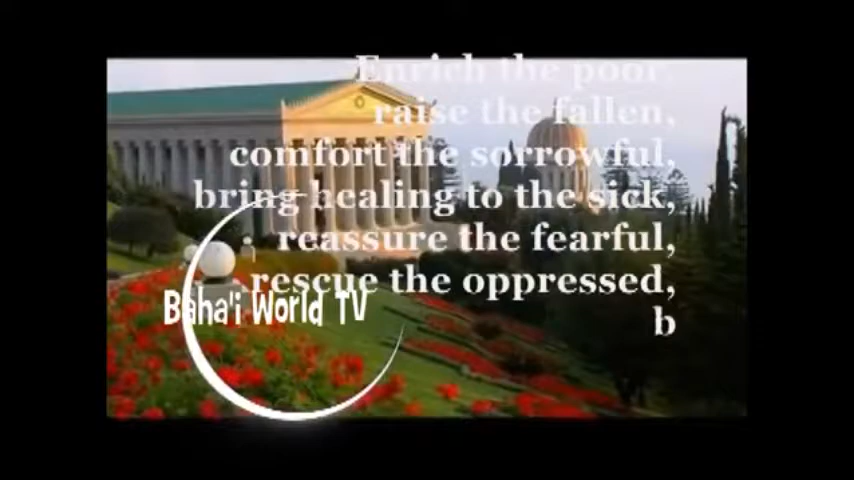 Enrich the poor,
raise the fallen,
comfort the sorrowful,
bring healing to the sick,
reassure the fearful,
rescue the oppressed,
b
Baha'i World TV